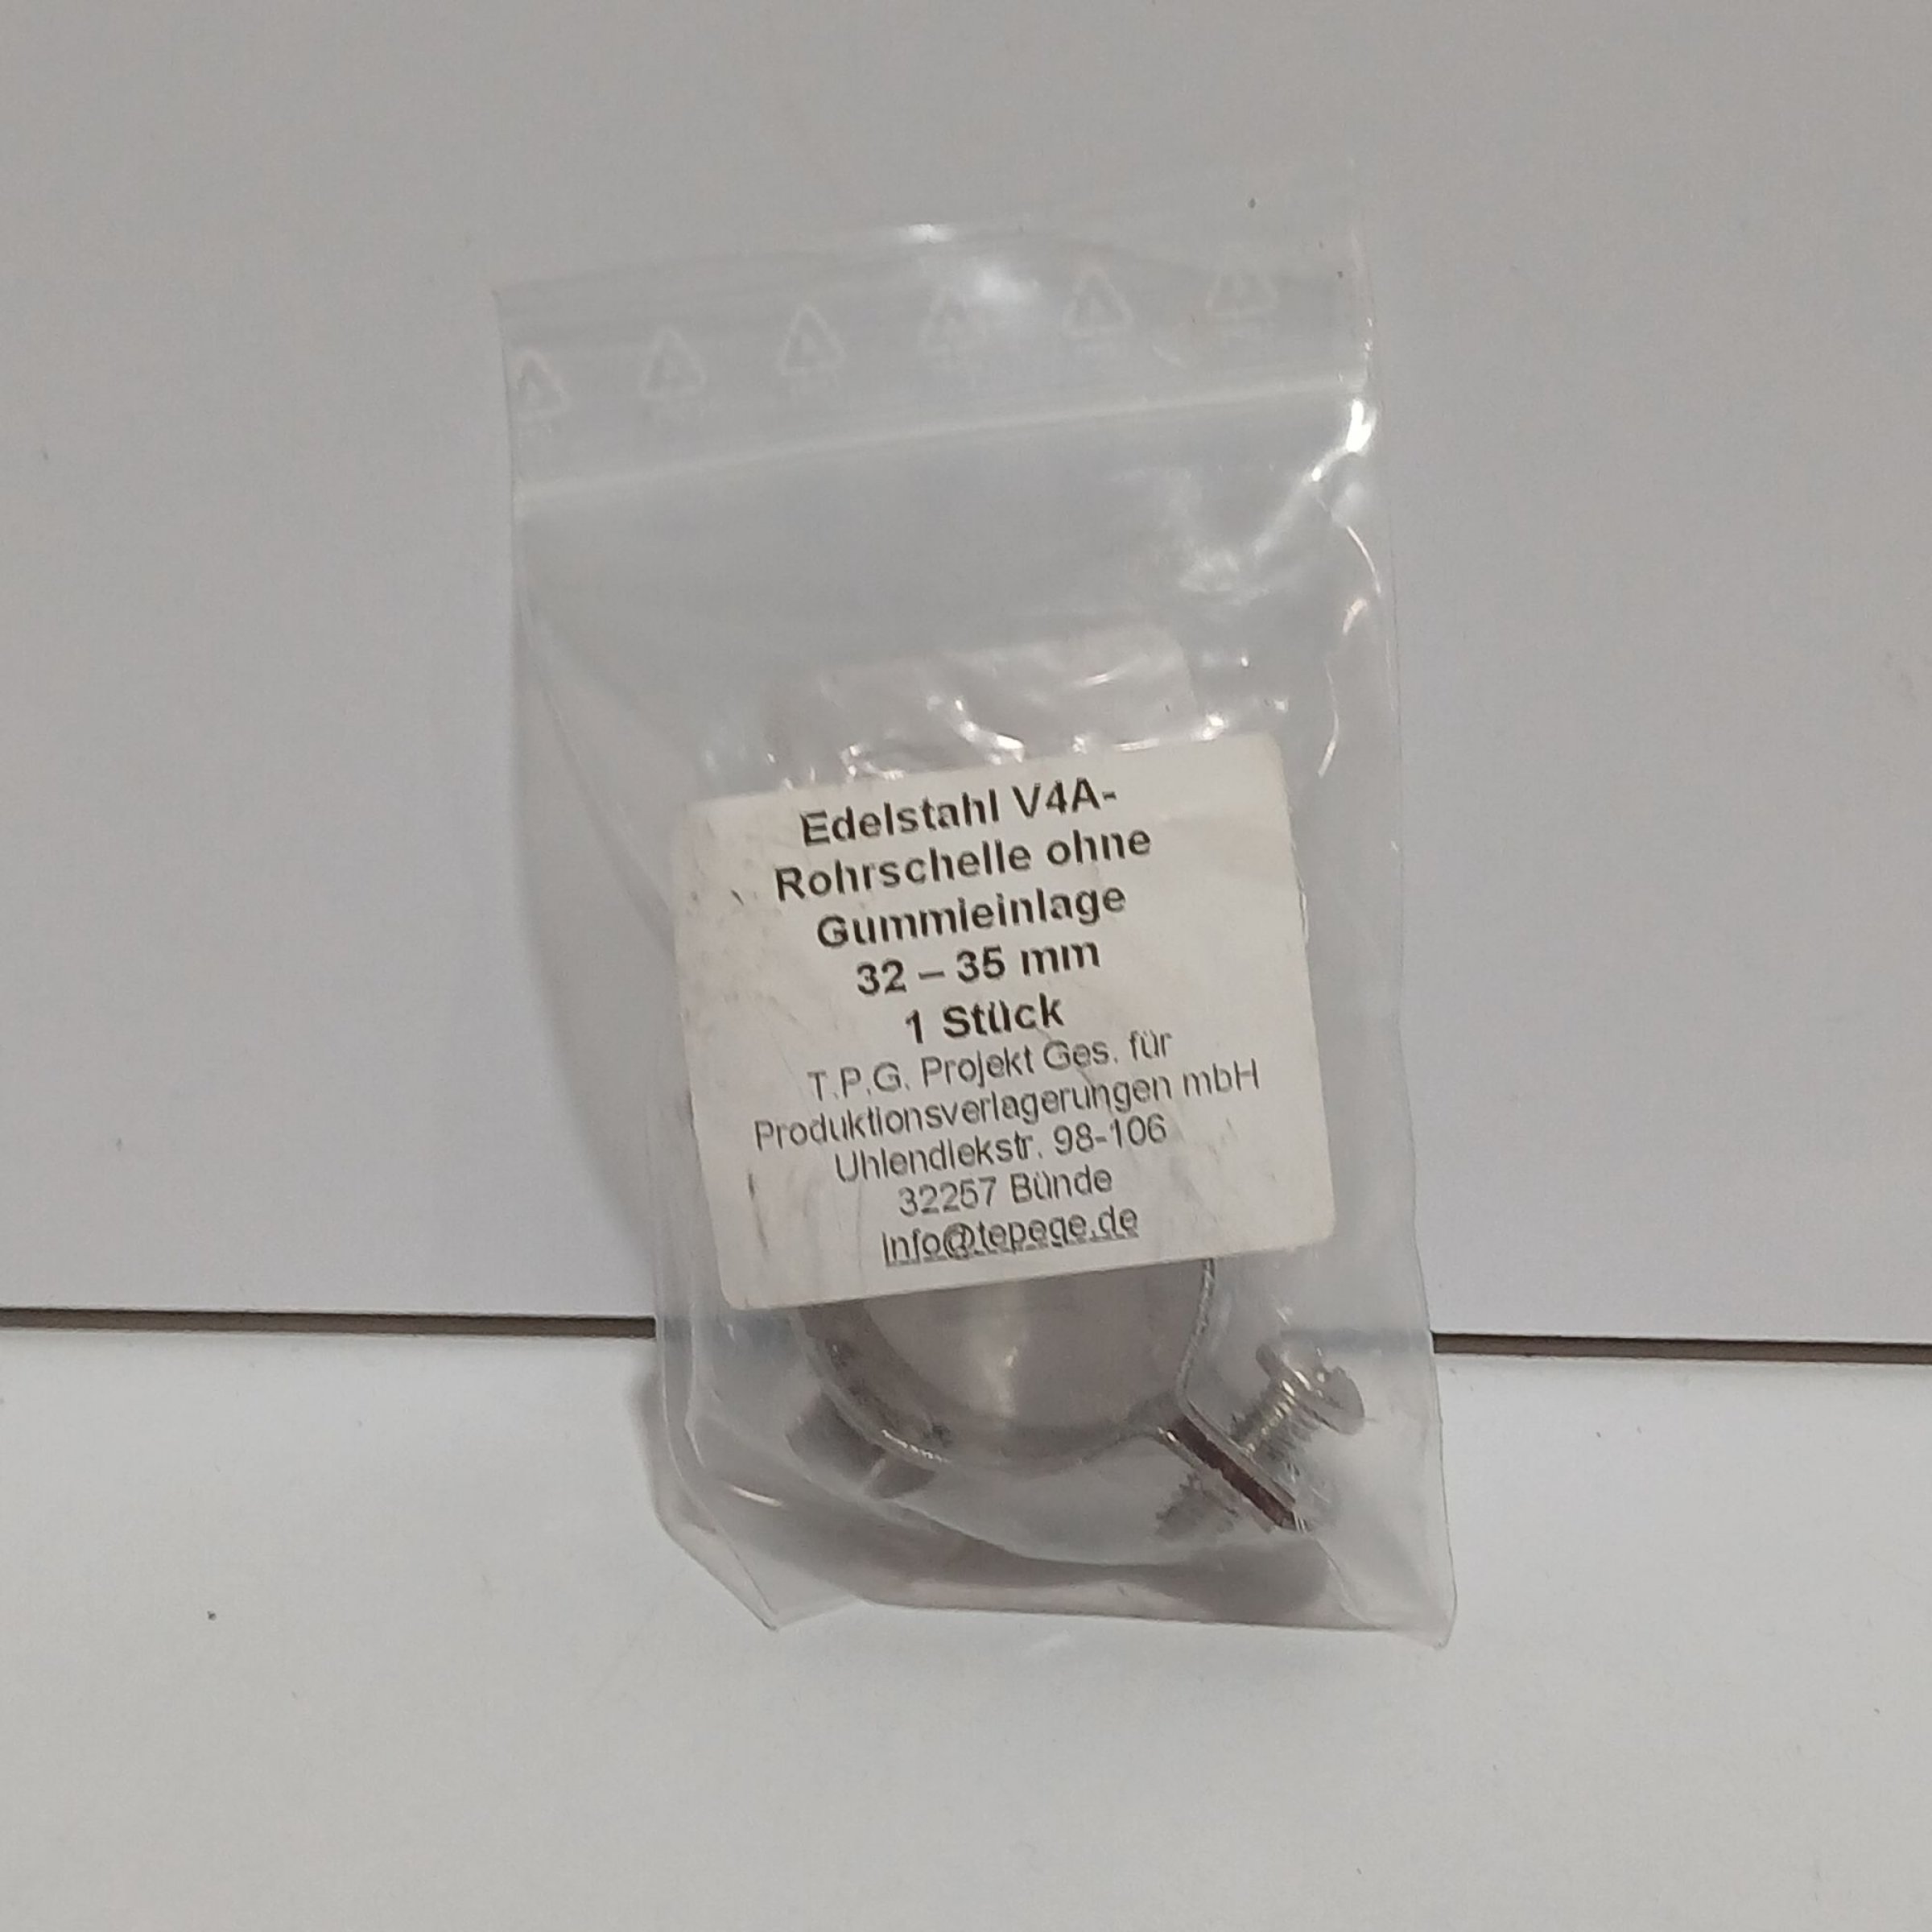 Edelstahl V4A-
Rohrschelle ohne
Gummieinlage
32 – 35 mm
1 Stück
T.P.G. Projekt Ges. für
Produktionsverlagerungen mbH
Uhlendiekstr. 98-106
32257 Bünde
info@tepege.de